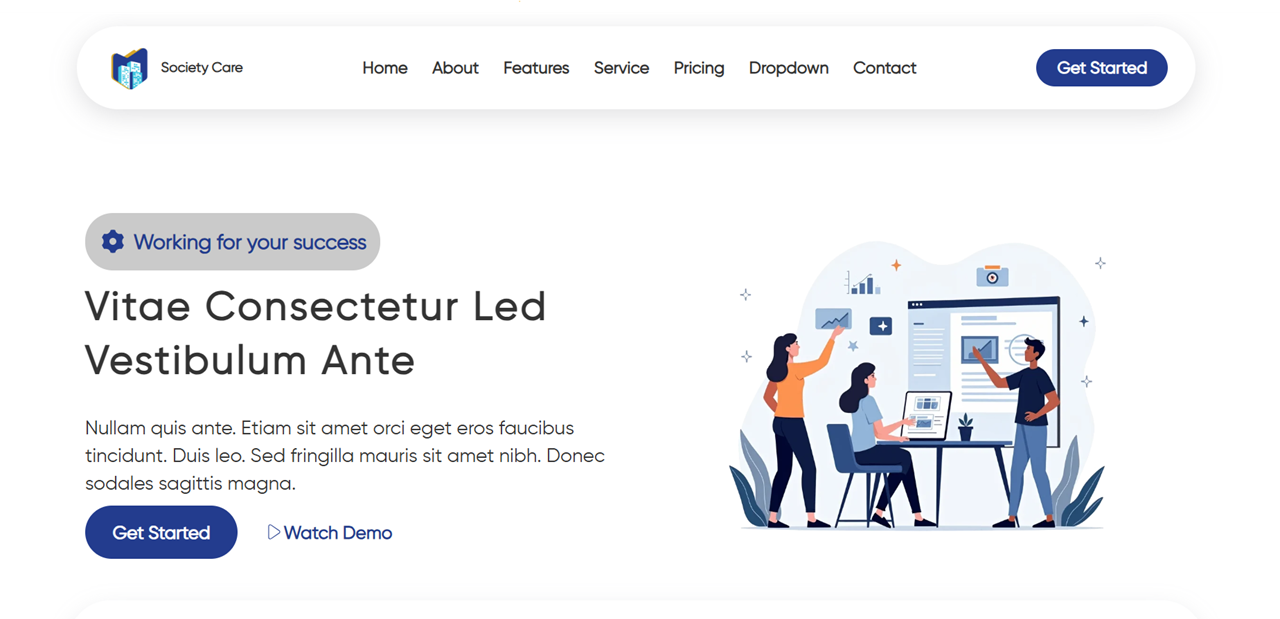 Society Care
Home About Features Service Pricing Dropdown Contact
Get Started
Working for your success
Vitae Consectetur Led
Vestibulum Ante
Nullam quis ante. Etiam sit amet orci eget eros faucibus
tincidunt. Duis leo. Sed fringilla mauris sit amet nibh. Donec
sodales sagittis magna.
Get Started
Watch Demo